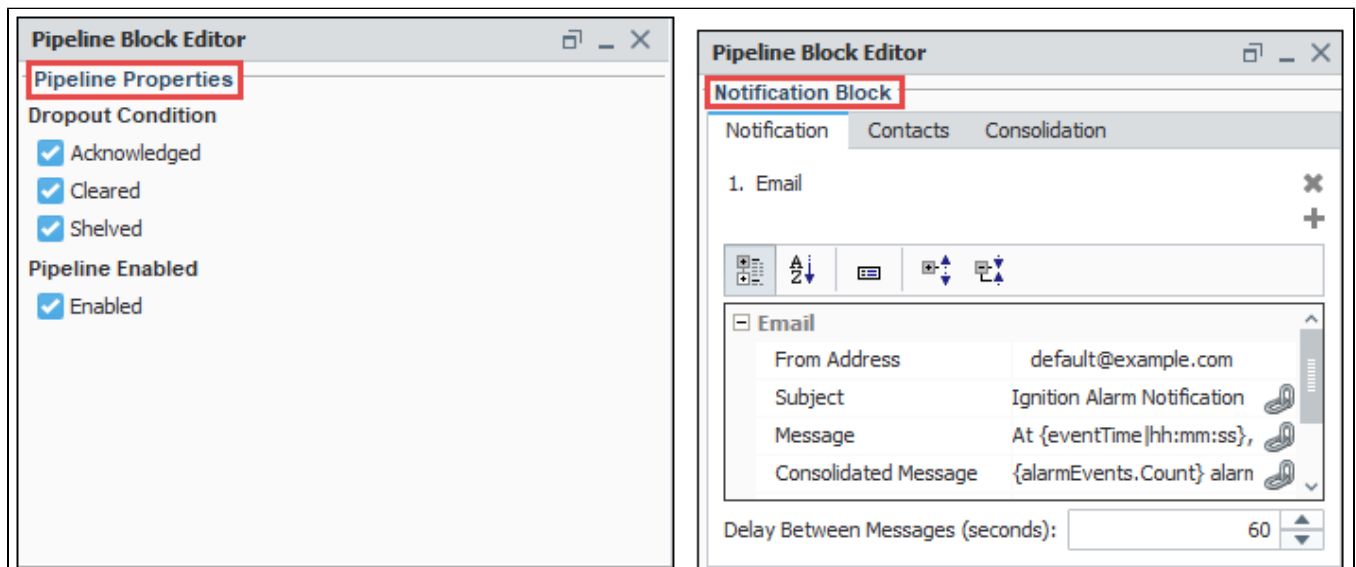 Pipeline Block Editor
Pipeline Properties
Dropout Condition
Acknowledged
Cleared
Shelved
Pipeline Enabled
Enabled
Pipeline Block Editor
Notification Block
Notification Contacts Consolidation
1. Email
Email
From Address default@example.com
Subject Ignition Alarm Notification
Message At {eventTime|hh:mm:ss},
Consolidated Message {alarmEvents.Count} alarn
Delay Between Messages (seconds): 60